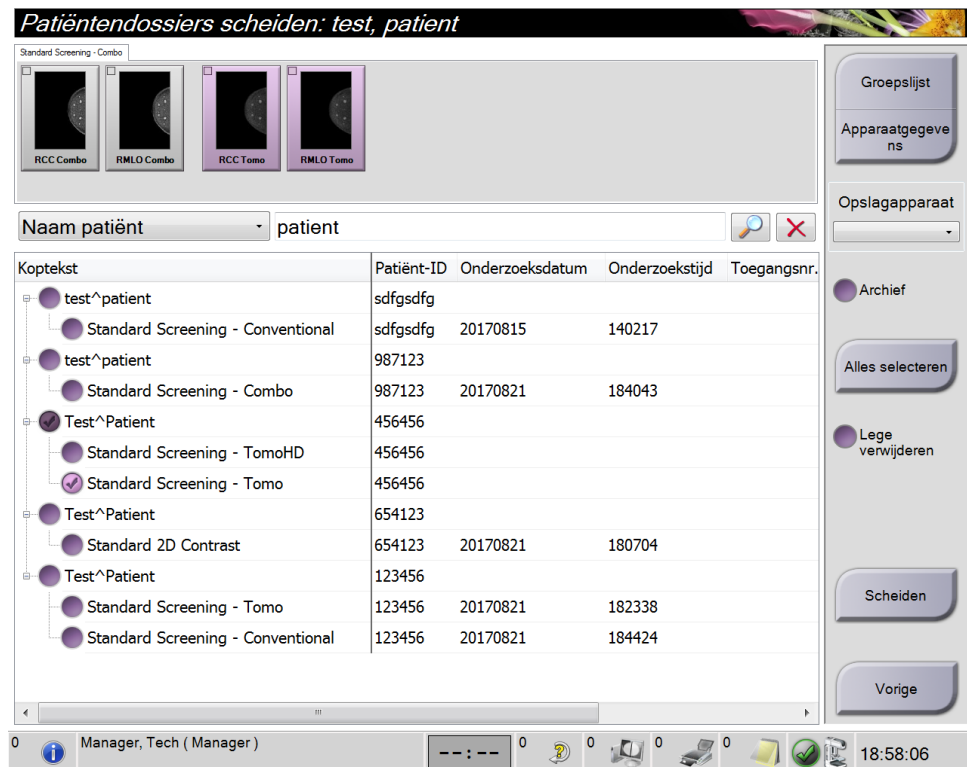 Patiëntendossiers scheiden: test, patient
Standard Screening - Combo
RCC Combo
RMLO Combo
RCC Tomo
RMLO Tomo
Groepslijst
Apparaatgegeve
ns
Opslagapparaat
Naam patiënt
patient
Koptekst Patiënt-ID Onderzoeksdatum Onderzoekstijd Toegangsnr.
test^patient sdfgsdfg
Standard Screening - Conventional sdfgsdfg 20170815 140217
test^patient 987123
Standard Screening - Combo 987123 20170821 184043
Test^Patient 456456
Standard Screening - TomoHD 456456
Standard Screening - Tomo 456456
Test^Patient 654123
Standard 2D Contrast 654123 20170821 180704
Test^Patient 123456
Standard Screening - Tomo 123456 20170821 182338
Standard Screening - Conventional 123456 20170821 184424
Archief
Alles selecteren
Lege
verwijderen
Scheiden
Vorige
0 Manager, Tech ( Manager ) --:-- 0 0 0 0 18:58:06